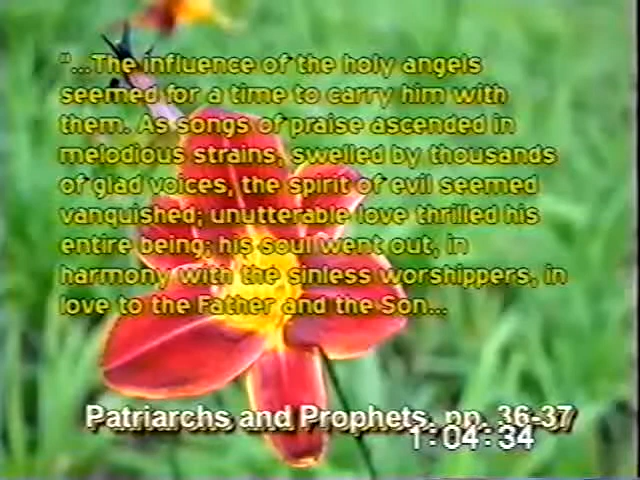 "...The influence of the holy angels
seemed for a time to carry him with
them. As songs of praise ascended in
melodious strains, swelled by thousands
of glad voices, the spirit of evil seemed
vanquished; unutterable love thrilled his
entire being; his soul went out, in
harmony with the sinless worshippers, in
love to the Father and the Son...
Patriarchs and Prophets, pp. 36-37
1:04:34